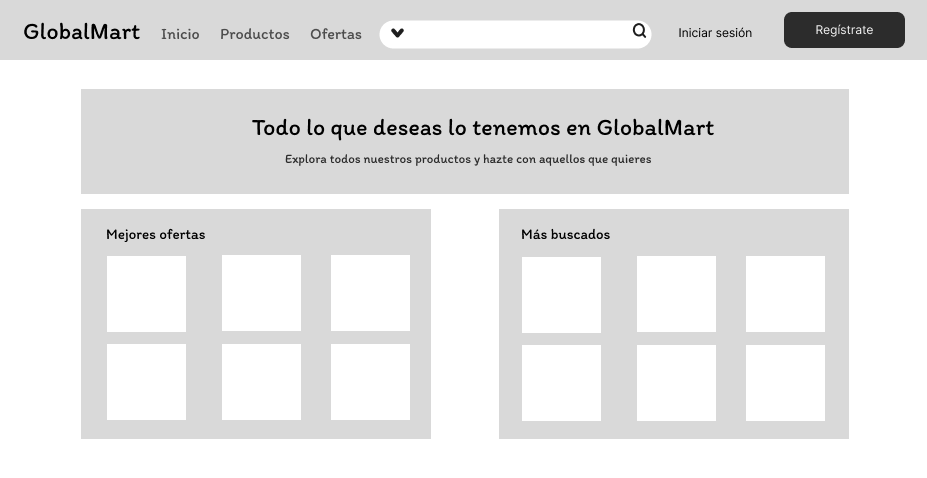 GlobalMart Inicio Productos Ofertas Iniciar sesión Regístrate
Todo lo que deseas lo tenemos en GlobalMart
Explora todos nuestros productos y hazte con aquellos que quieres
Mejores ofertas
Más buscados